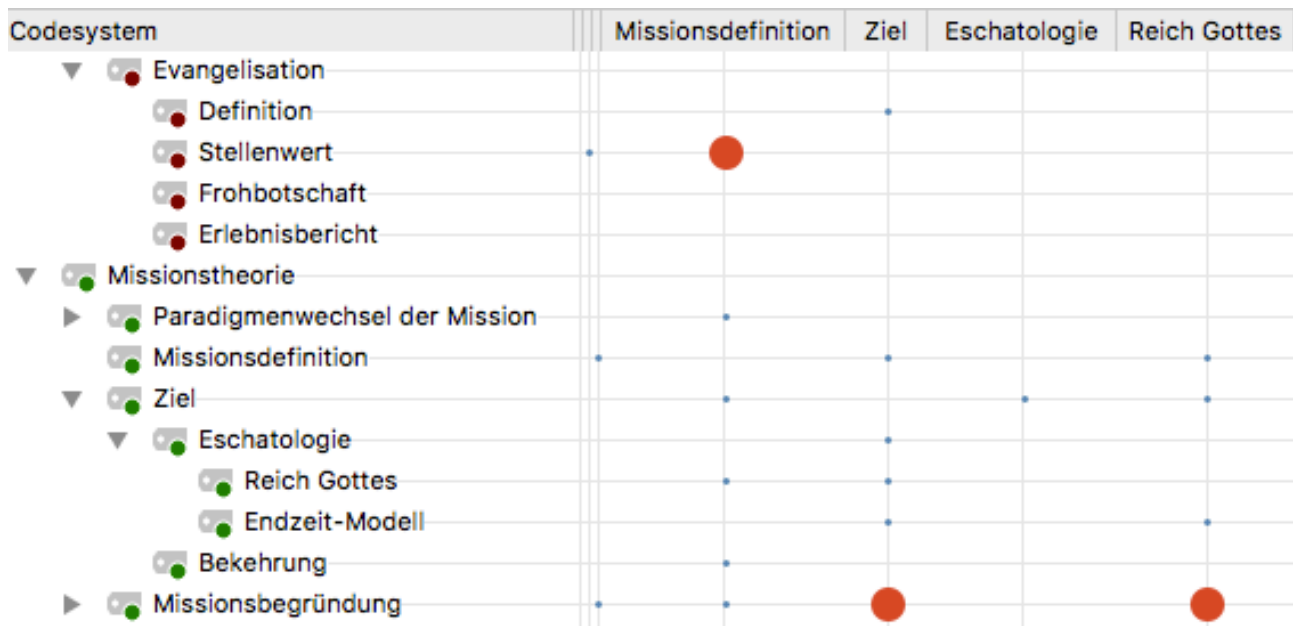 Codesystem Missionsdefinition Ziel Eschatologie Reich Gottes
Evangelisation
Definition
Stellenwert
Frohbotschaft
Erlebnisbericht
Missionstheorie
Paradigmenwechsel der Mission
Missionsdefinition
Ziel
Eschatologie
Reich Gottes
Endzeit-Modell
Bekehrung
Missionsbegründung